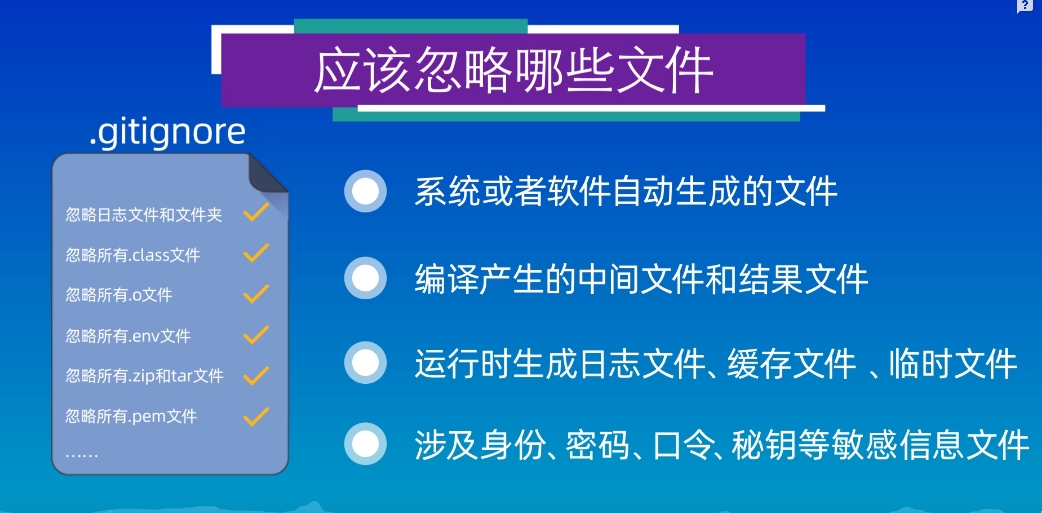 应该忽略哪些文件
.gitignore
忽略日志文件和文件夹
忽略所有.class文件
忽略所有.o文件
忽略所有.env文件
忽略所有.zip和tar文件
忽略所有.pem文件
……
系统或者软件自动生成的文件
编译产生的中间文件和结果文件
运行时生成日志文件、缓存文件 、临时文件
涉及身份、密码、口令、秘钥等敏感信息文件
?